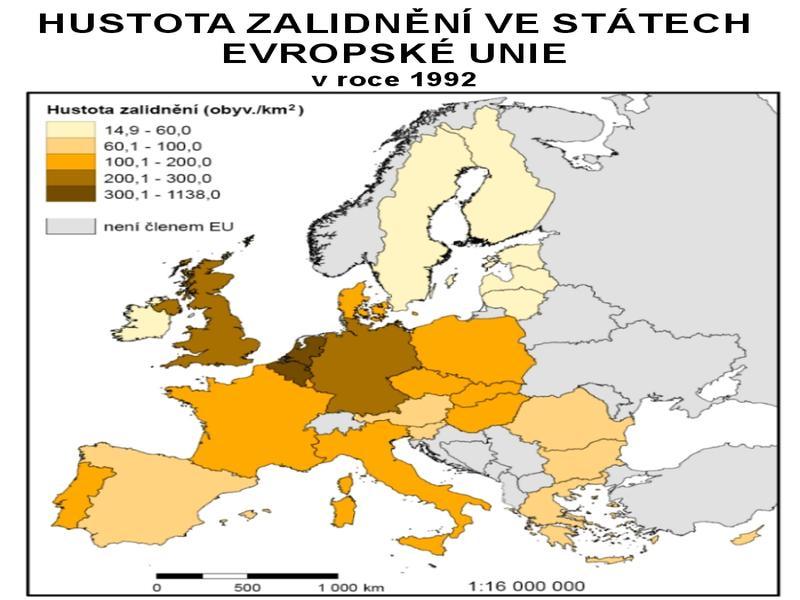 HUSTOTA ZALIDNĚNÍ VE STÁTECH
EVROPSKÉ UNIE
v roce 1992
Hustota zalidnění (obyv./km²)
14,9 - 60,0
60,1 - 100,0
100,1 - 200,0
200,1 - 300,0
300,1 - 1138,0
není členem EU
0 500 1 000 km
1:16 000 000